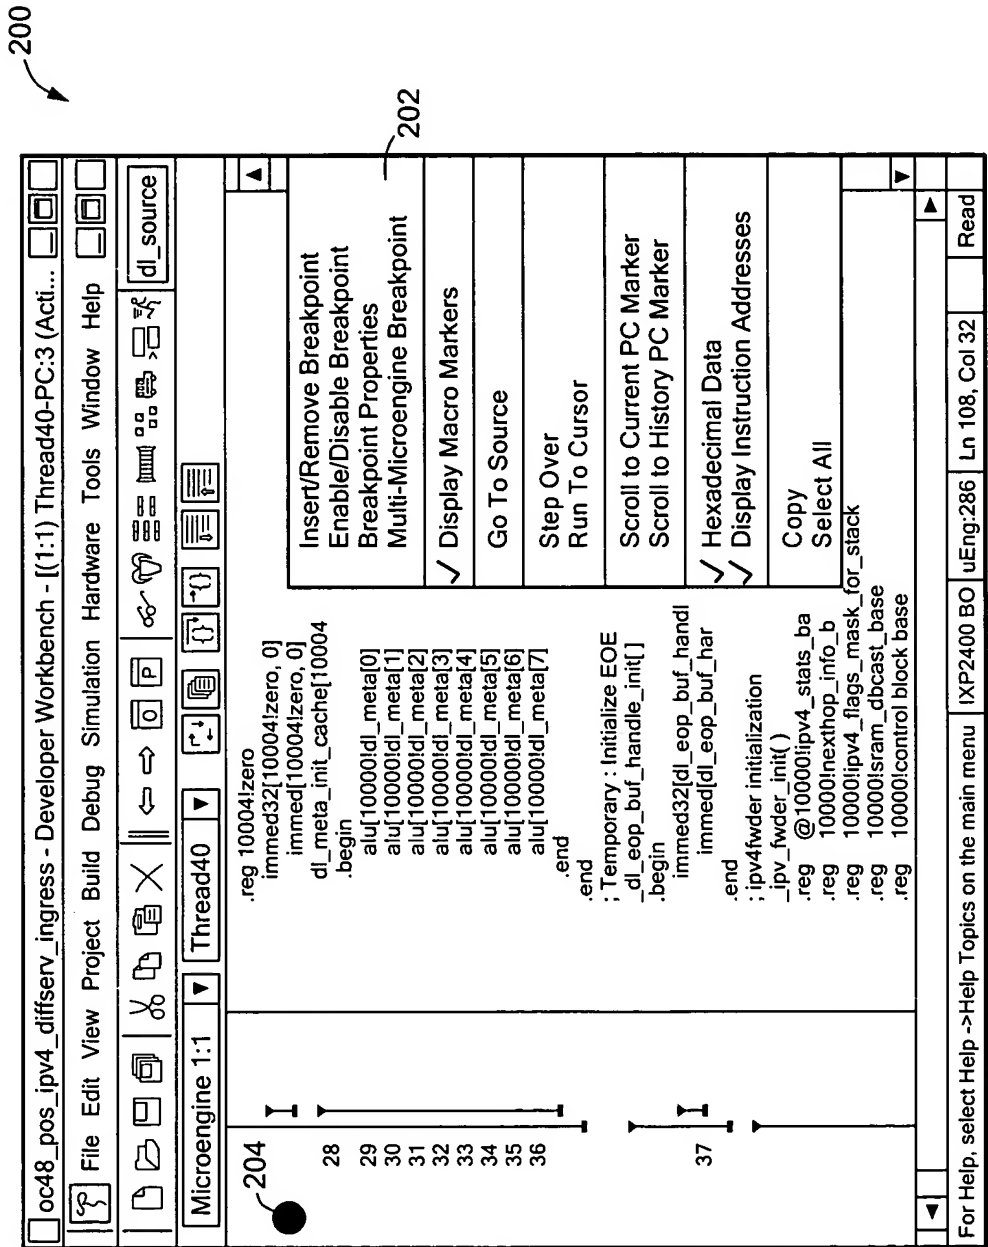 200
oc48_pos_ipv4_diffserv_ingress - Developer Workbench - [(1:1) Thread40-PC:3 (Acti...
File Edit View Project Build Debug Simulation Hardware Tools Window Help
O P dl_source
Microengine 1:1 Thread40
204
.reg 10004!zero
immed32[10004!zero, 0]
immed[10004!zero, 0]
28 dl_meta_init_cache[10004
.begin
29 alu[10000!dl_meta[0]
30 alu[10000!dl_meta[1]
31 alu[10000!dl_meta[2]
32 alu[10000!dl_meta[3]
33 alu[10000!dl_meta[4]
34 alu[10000!dl_meta[5]
35 alu[10000!dl_meta[6]
36 alu[10000!dl_meta[7]
.end
.end
; Temporary : Initialize EOE
_dl_eop_buf_handle_init[ ]
.begin
immed32[dl_eop_buf_handl
37 immed[dl_eop_buf_har
.end
; ipv4fwder initialization
_ipv_fwder_init( )
.reg @10000!ipv4_stats_ba
.reg 10000!nexthop_info_b
.reg 10000!ipv4_flags_mask_for_stack
.reg 10000!sram_dbcast_base
.reg 10000!control block base
202
Insert/Remove Breakpoint
Enable/Disable Breakpoint
Breakpoint Properties
Multi-Microengine Breakpoint
✓ Display Macro Markers
Go To Source
Step Over
Run To Cursor
Scroll to Current PC Marker
Scroll to History PC Marker
✓ Hexadecimal Data
✓ Display Instruction Addresses
Copy
Select All
For Help, select Help ->Help Topics on the main menu IXP2400 BO uEng:286 Ln 108, Col 32 Read